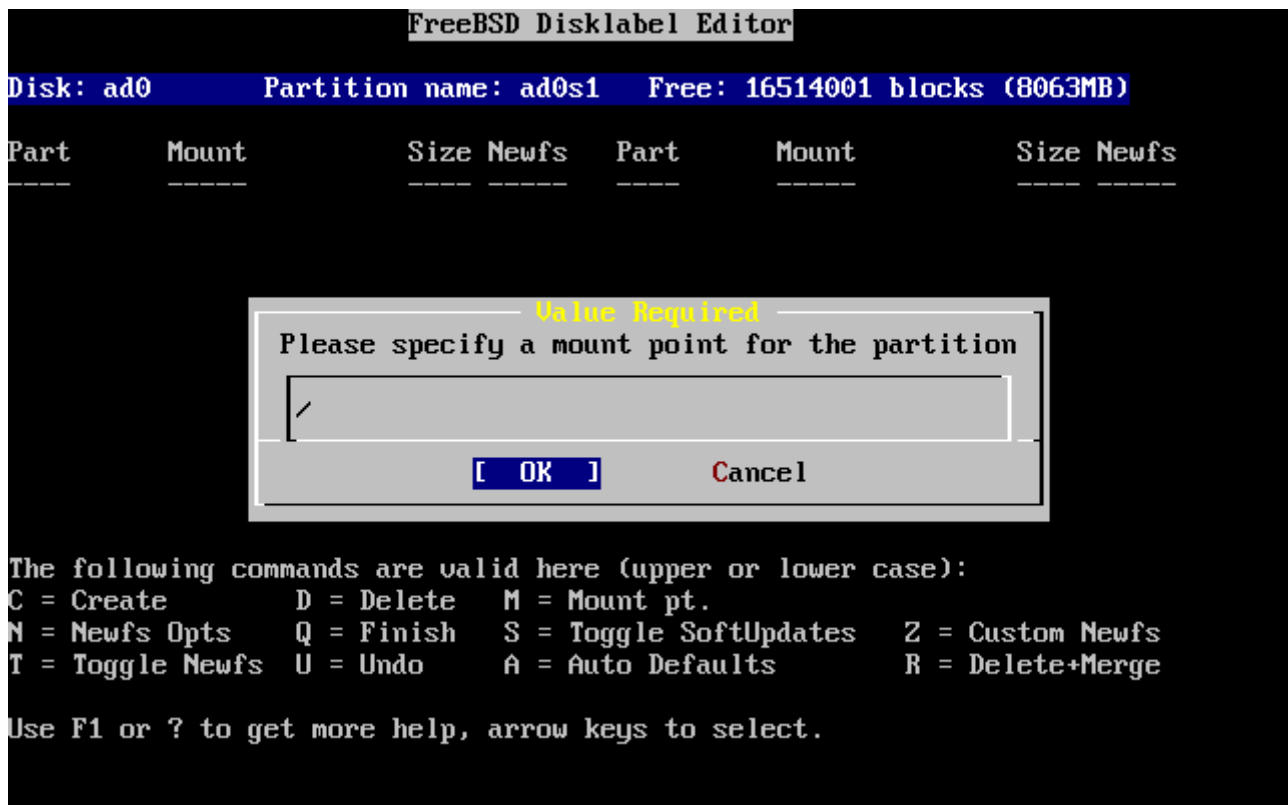 FreeBSD Disklabel Editor
Disk: ad0 Partition name: ad0s1 Free: 16514001 blocks (8063MB)
Part Mount Size Newfs Part Mount Size Newfs
---- ----- ---- ----- ---- ----- ---- -----
Value Required
Please specify a mount point for the partition
/
[ OK ] Cancel
The following commands are valid here (upper or lower case):
C = Create D = Delete M = Mount pt.
N = Newfs Opts Q = Finish S = Toggle SoftUpdates Z = Custom Newfs
T = Toggle Newfs U = Undo A = Auto Defaults R = Delete+Merge
Use F1 or ? to get more help, arrow keys to select.